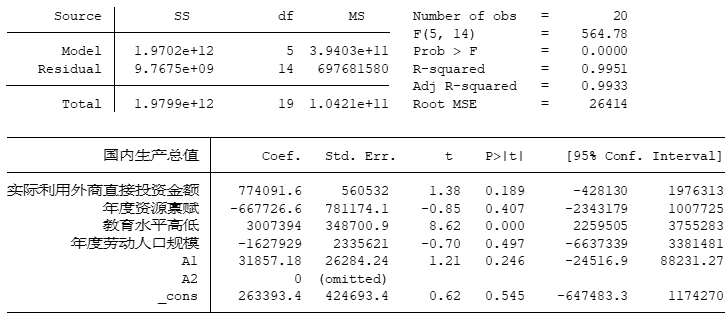 Source | SS df MS Number of obs = 20
F(5, 14) = 564.78
Model | 1.9702e+12 5 3.9403e+11 Prob > F = 0.0000
Residual | 9.7675e+09 14 697681580 R-squared = 0.9951
Adj R-squared = 0.9933
Total | 1.9799e+12 19 1.0421e+11 Root MSE = 26414
国内生产总值 | Coef. Std. Err. t P>|t| [95% Conf. Interval]
实际利用外商直接投资金额 | 774091.6 560532 1.38 0.189 -428130 1976313
年度资源禀赋 | -667726.6 781174.1 -0.85 0.407 -2343179 1007725
教育水平高低 | 3007394 348700.9 8.62 0.000 2259505 3755283
年度劳动人口规模 | -1627929 2335621 -0.70 0.497 -6637339 3381481
A1 | 31857.18 26284.24 1.21 0.246 -24516.9 88231.27
A2 | 0 (omitted)
_cons | 263393.4 424693.4 0.62 0.545 -647483.3 1174270